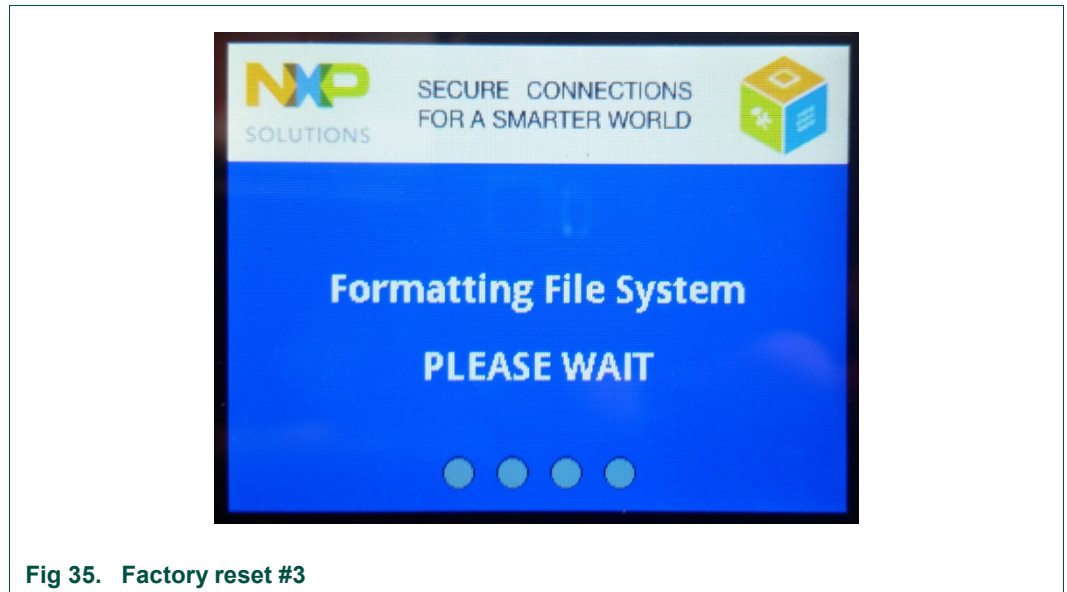 NXP
SOLUTIONS
SECURE CONNECTIONS
FOR A SMARTER WORLD
Formatting File System
PLEASE WAIT
Fig 35. Factory reset #3